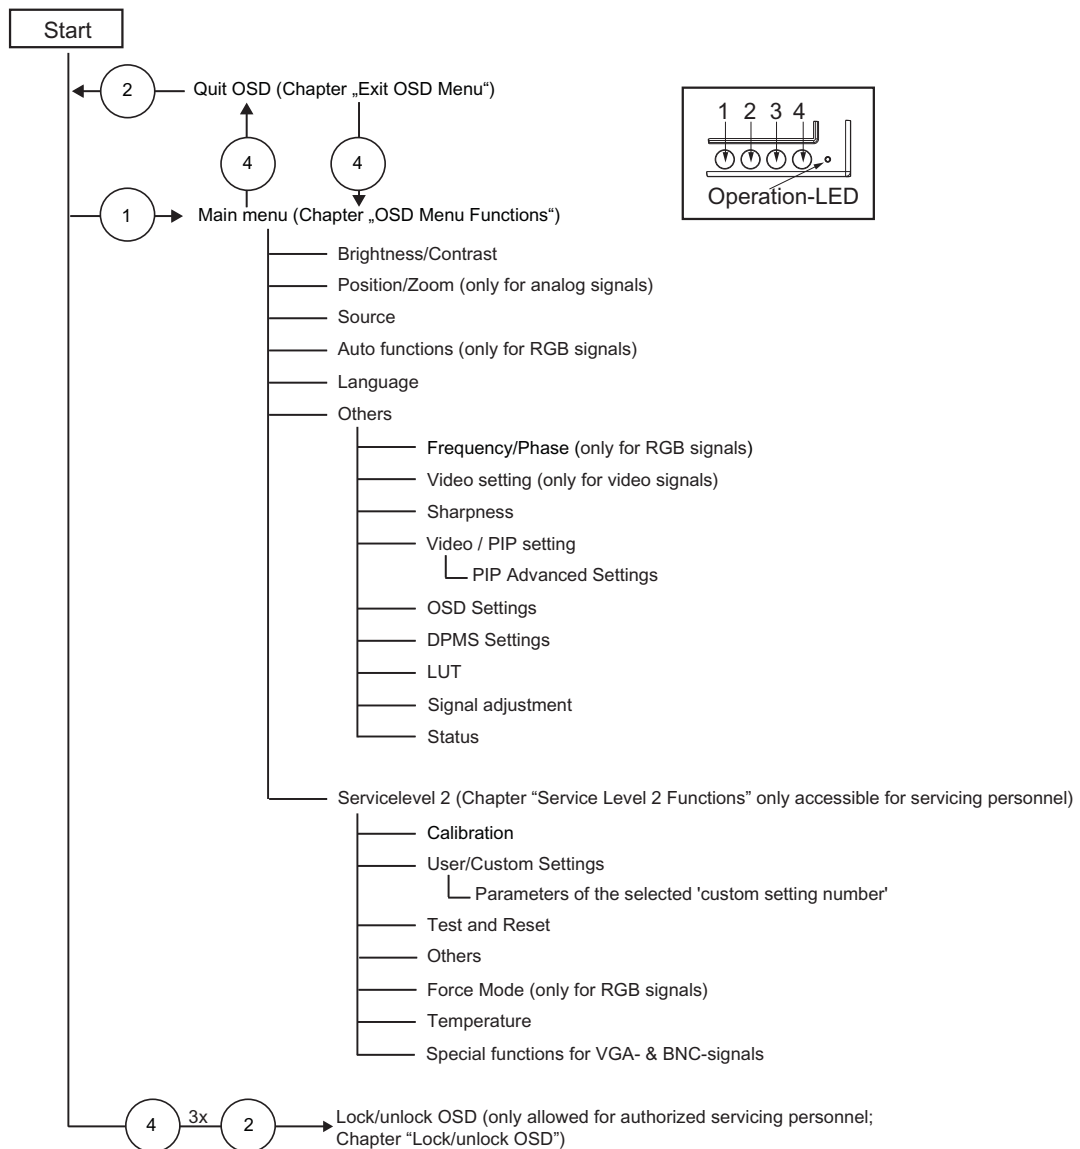 Start
2
Quit OSD (Chapter „Exit OSD Menu“)
4
4
1 2 3 4
Operation-LED
1
Main menu (Chapter „OSD Menu Functions“)
Brightness/Contrast
Position/Zoom (only for analog signals)
Source
Auto functions (only for RGB signals)
Language
Others
Frequency/Phase (only for RGB signals)
Video setting (only for video signals)
Sharpness
Video / PIP setting
PIP Advanced Settings
OSD Settings
DPMS Settings
LUT
Signal adjustment
Status
Servicelevel 2 (Chapter “Service Level 2 Functions” only accessible for servicing personnel)
Calibration
User/Custom Settings
Parameters of the selected 'custom setting number'
Test and Reset
Others
Force Mode (only for RGB signals)
Temperature
Special functions for VGA- & BNC-signals
4
3x
2
Lock/unlock OSD (only allowed for authorized servicing personnel;
Chapter “Lock/unlock OSD”)